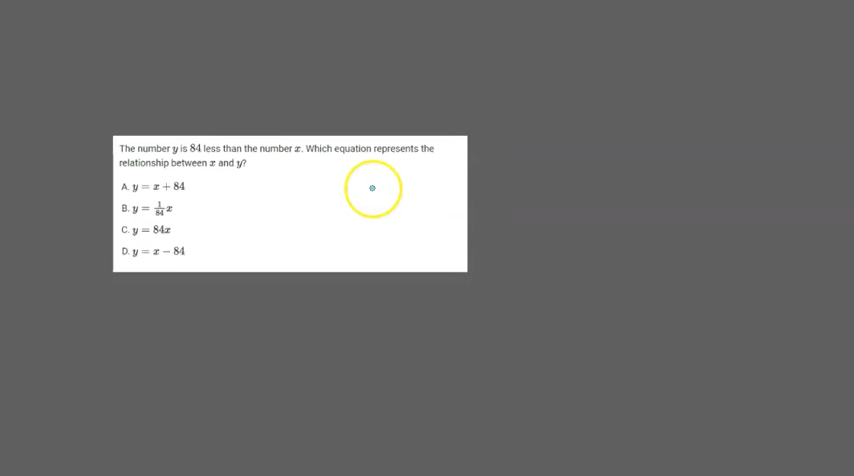 The number y is 84 less than the number x. Which equation represents the
relationship between x and y?
A. y = x + 84
B. y = 1/84 x
C. y = 84x
D. y = x − 84